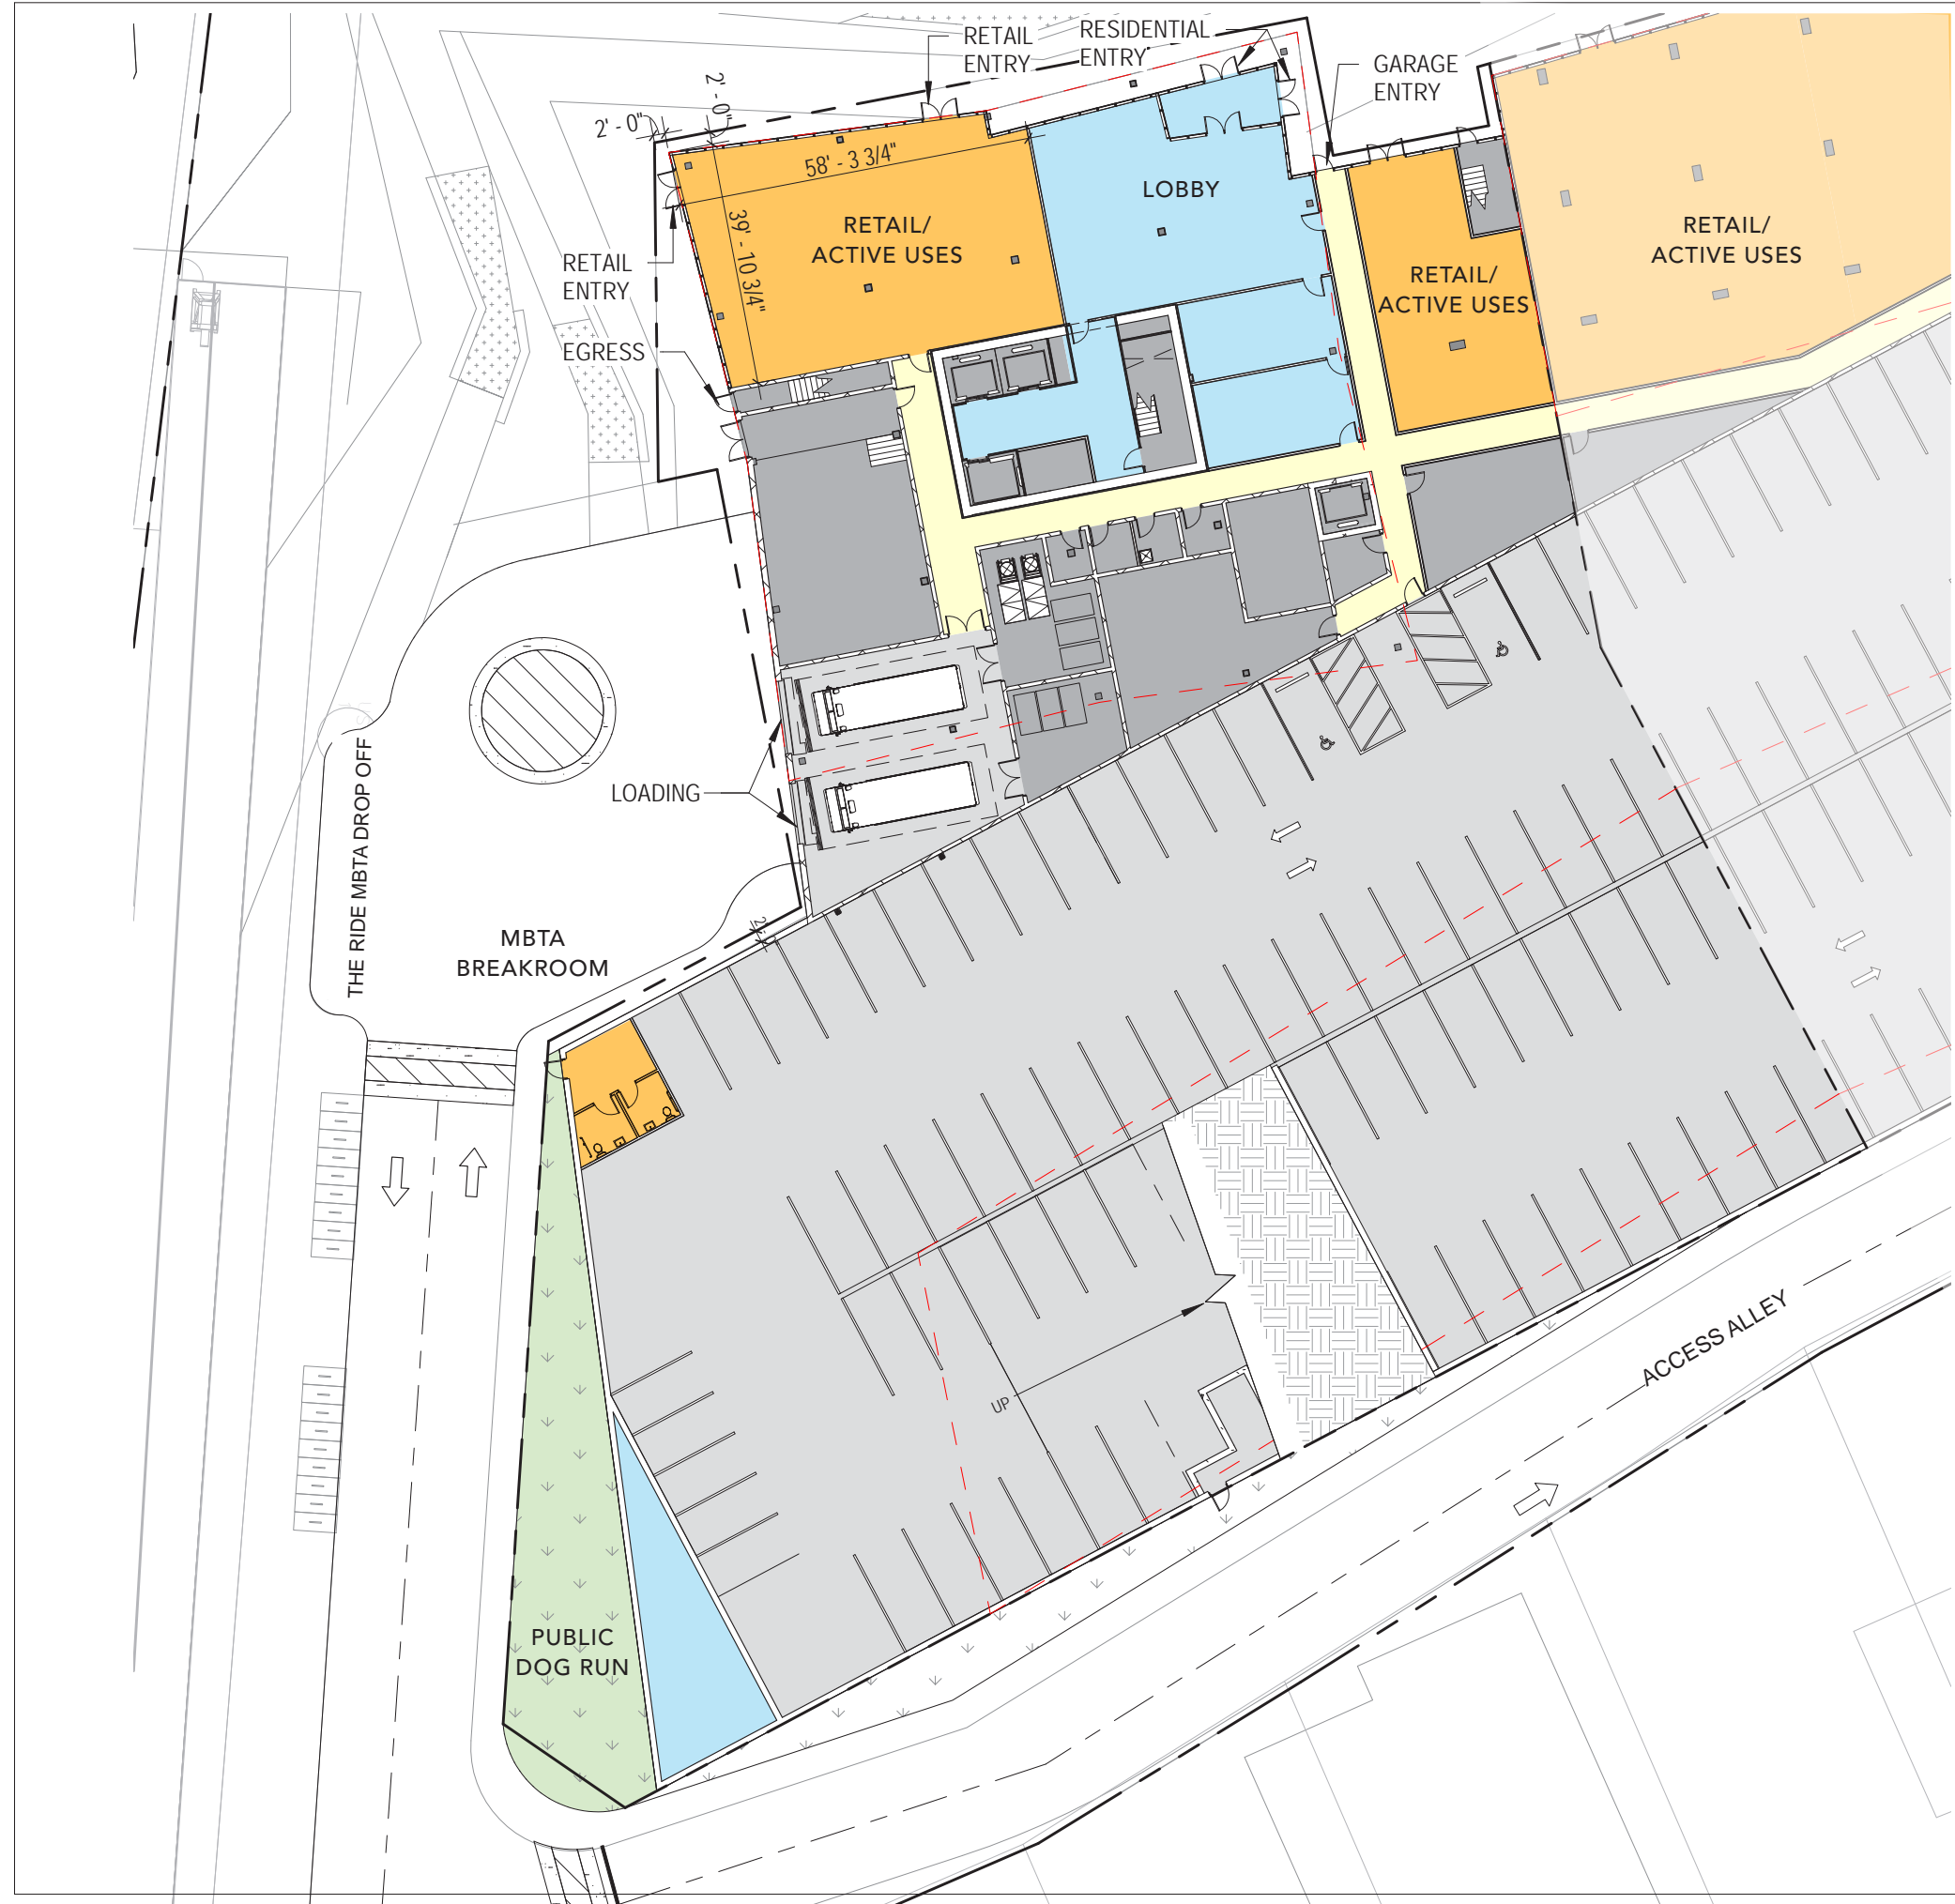 RETAIL
ENTRY
RESIDENTIAL
ENTRY
GARAGE
ENTRY
2' - 0"
2' - 0"
58' - 3 3/4"
39' - 10 3/4"
LOBBY
RETAIL/
ACTIVE USES
RETAIL/
ACTIVE USES
RETAIL/
ACTIVE USES
RETAIL
ENTRY
EGRESS
LOADING
THE RIDE MBTA DROP OFF
MBTA
BREAKROOM
UP
ACCESS ALLEY
PUBLIC
DOG RUN